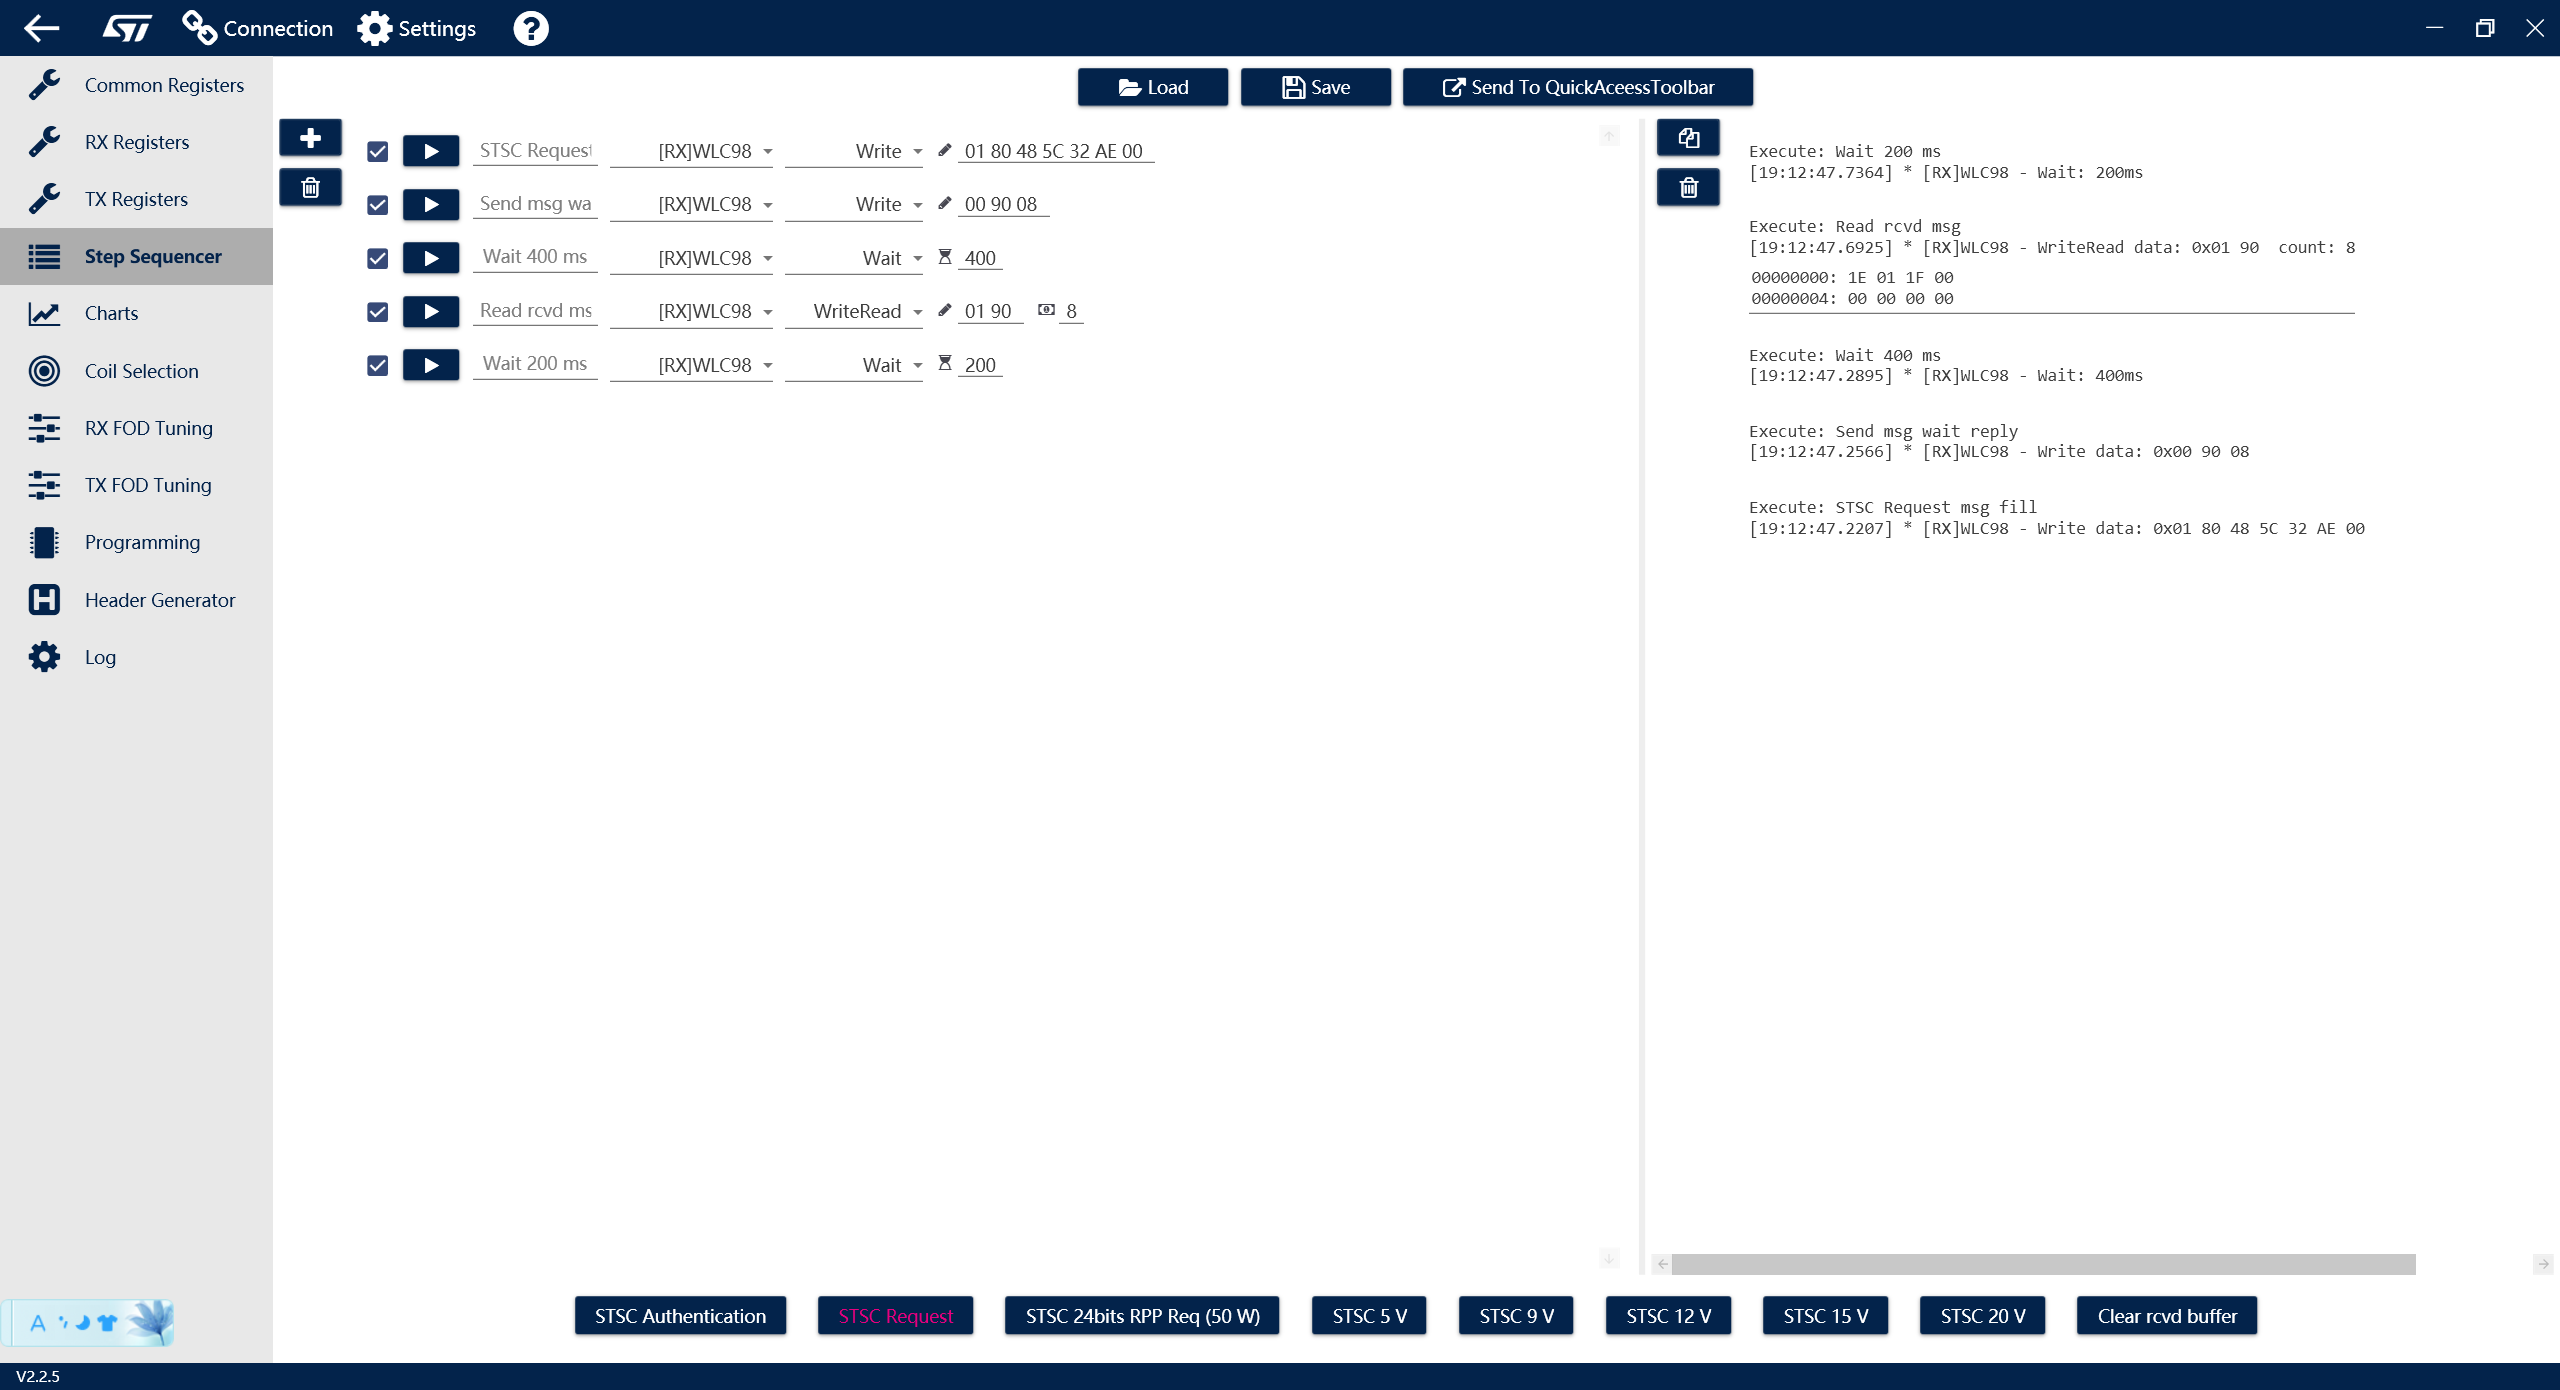 ST Connection Settings ?
Common Registers
RX Registers
TX Registers
Step Sequencer
Charts
Coil Selection
RX FOD Tuning
TX FOD Tuning
Programming
Header Generator
Log
Load Save Send To QuickAceessToolbar
STSC Request [RX]WLC98 Write 01 80 48 5C 32 AE 00
Send msg wa [RX]WLC98 Write 00 90 08
Wait 400 ms [RX]WLC98 Wait 400
Read rcvd ms [RX]WLC98 WriteRead 01 90 8
Wait 200 ms [RX]WLC98 Wait 200
Execute: Wait 200 ms
[19:12:47.7364] * [RX]WLC98 - Wait: 200ms
Execute: Read rcvd msg
[19:12:47.6925] * [RX]WLC98 - WriteRead data: 0x01 90 count: 8
00000000: 1E 01 1F 00
00000004: 00 00 00 00
Execute: Wait 400 ms
[19:12:47.2895] * [RX]WLC98 - Wait: 400ms
Execute: Send msg wait reply
[19:12:47.2566] * [RX]WLC98 - Write data: 0x00 90 08
Execute: STSC Request msg fill
[19:12:47.2207] * [RX]WLC98 - Write data: 0x01 80 48 5C 32 AE 00
STSC Authentication STSC Request STSC 24bits RPP Req (50 W) STSC 5 V STSC 9 V STSC 12 V STSC 15 V STSC 20 V Clear rcvd buffer
A
V2.2.5